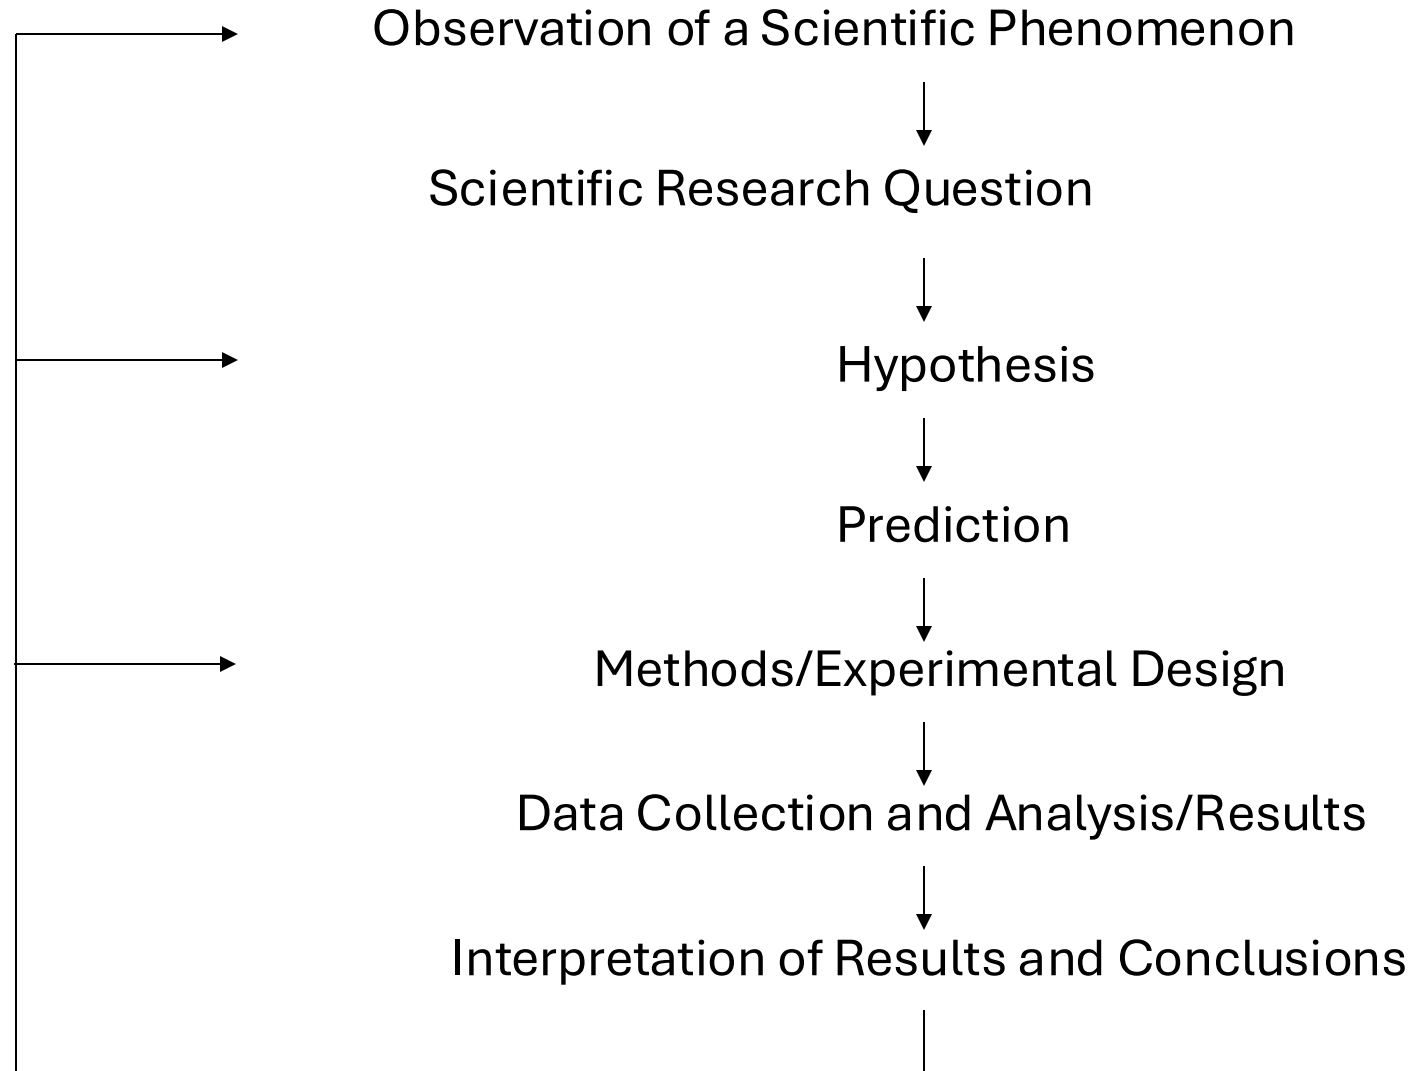 Observation of a Scientific Phenomenon
Scientific Research Question
Hypothesis
Prediction
Methods/Experimental Design
Data Collection and Analysis/Results
Interpretation of Results and Conclusions